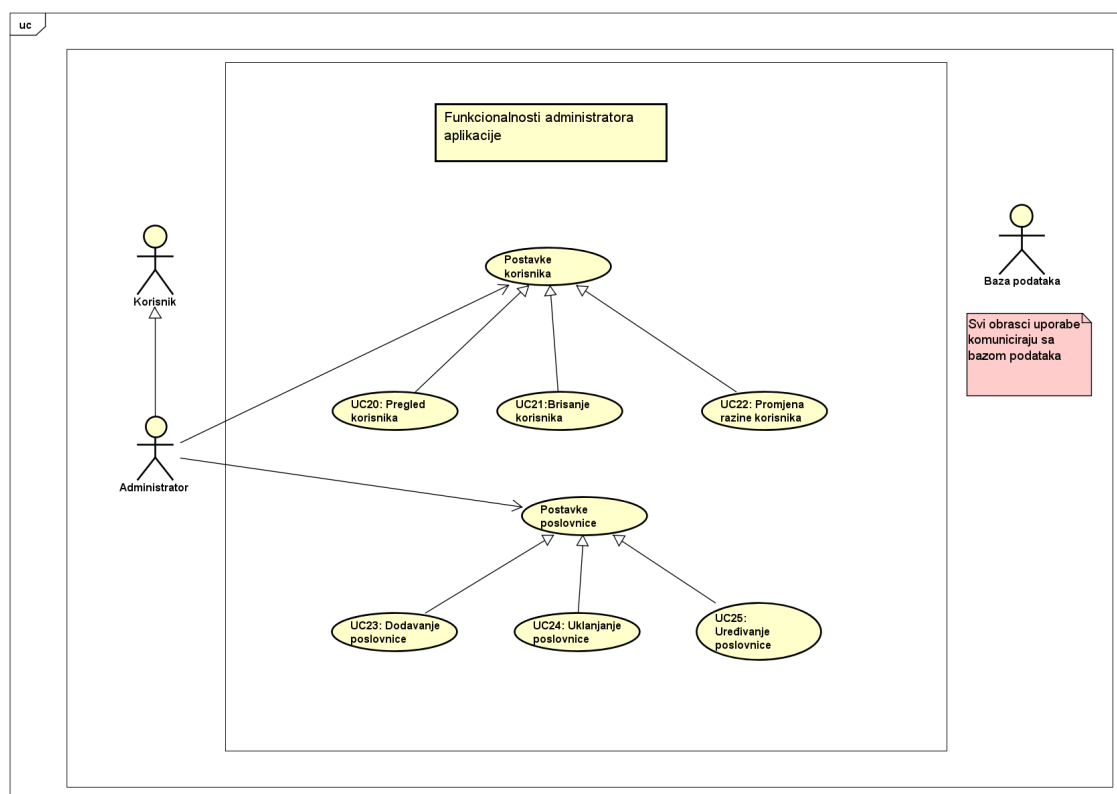 uc
Funkcionalnosti administratora
aplikacije
Korisnik
Postavke
korisnika
Baza podataka
Svi obrasci uporabe
komuniciraju sa
bazom podataka
UC20: Pregled
korisnika
UC21:Brisanje
korisnika
UC22: Promjena
razine korisnika
Administrator
Postavke
poslovnice
UC23: Dodavanje
poslovnice
UC24: Uklanjanje
poslovnice
UC25:
Uređivanje
poslovnice